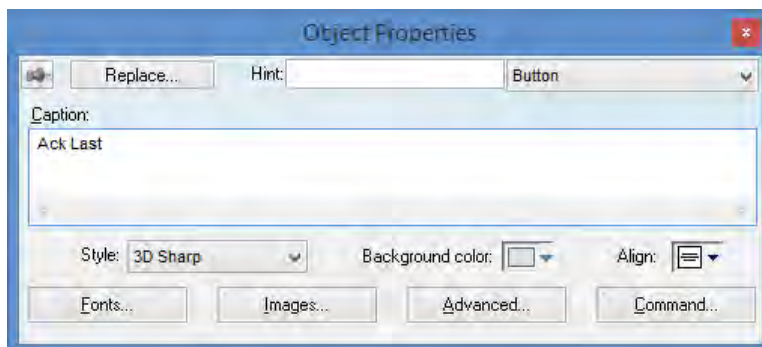 Object Properties
Replace... Hint: Button
Caption:
Ack Last
Style: 3D Sharp Background color: Align:
Fonts... Images... Advanced... Command...